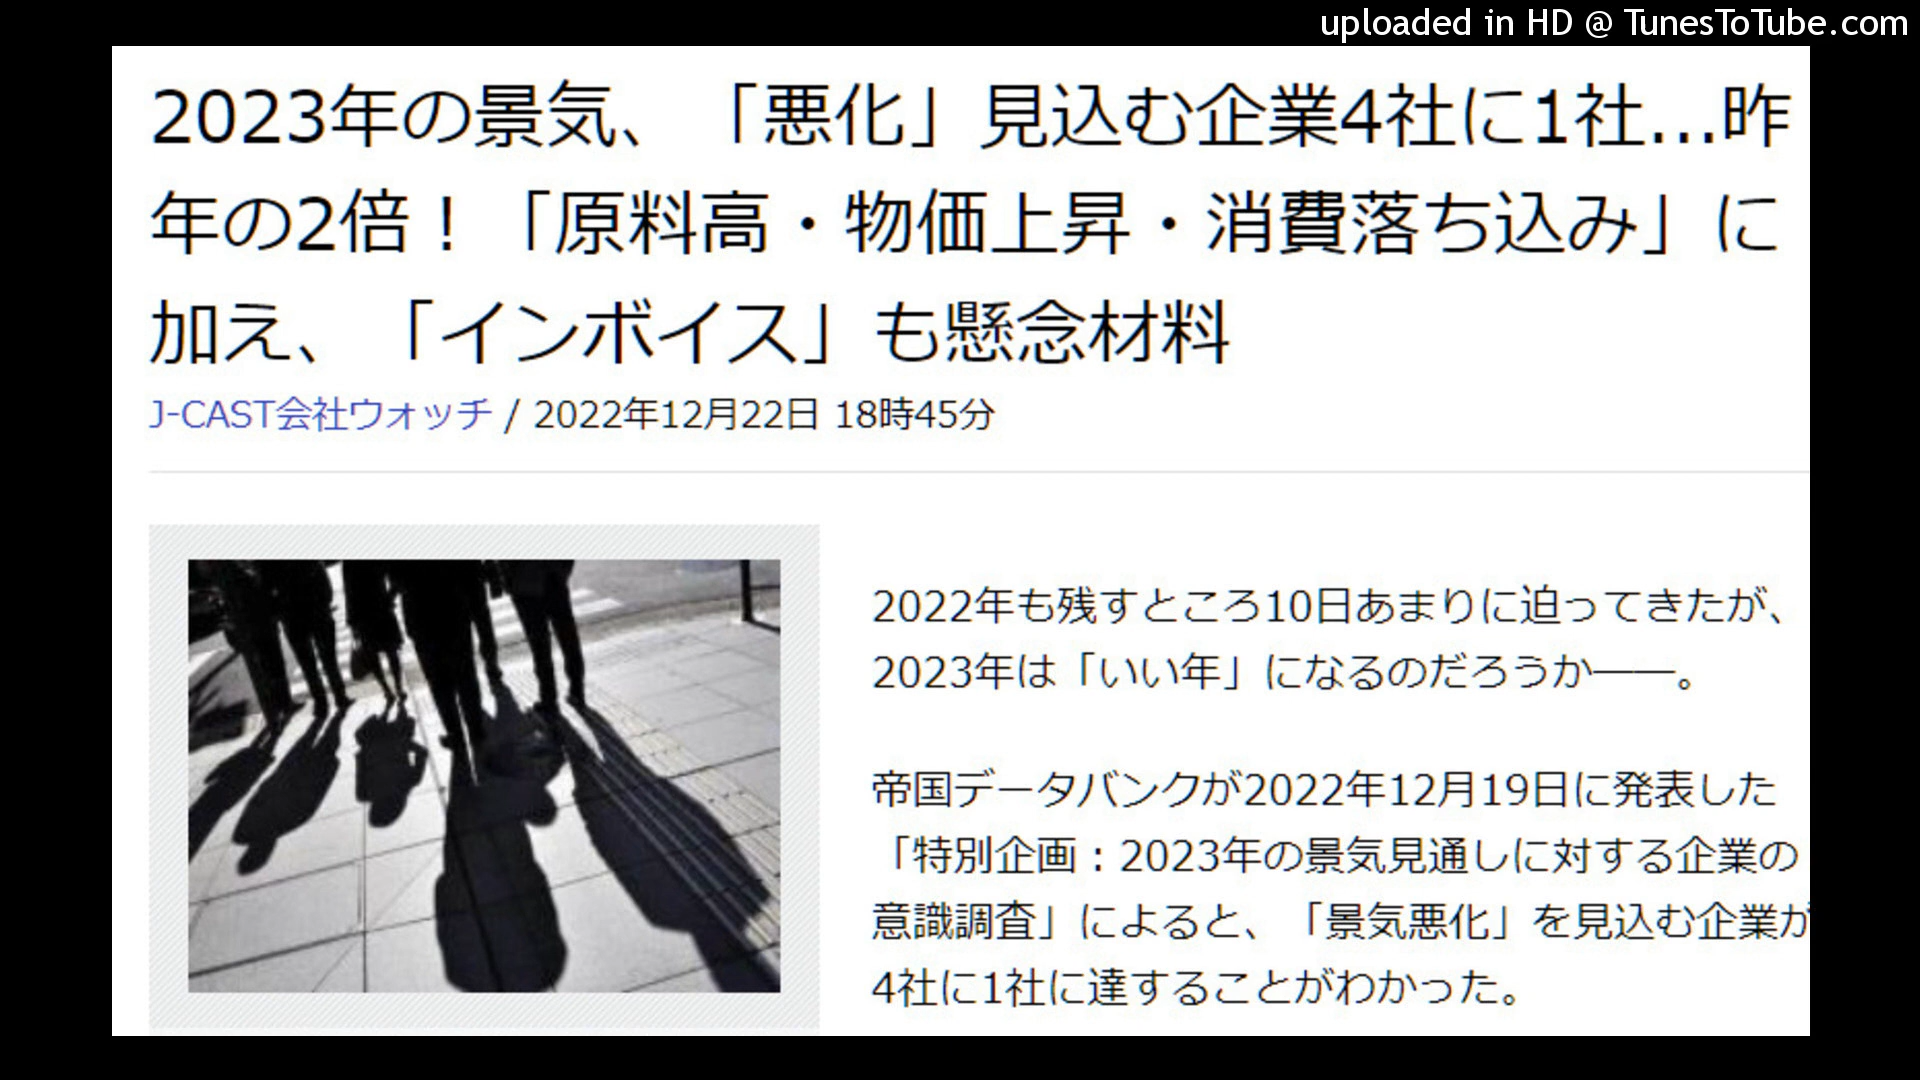 uploaded in HD @ TunesToTube.com
2023年の景気、「悪化」見込む企業4社に1社...昨
年の2倍！「原料高・物価上昇・消費落ち込み」に
加え、「インボイス」も懸念材料
J-CAST会社ウォッチ / 2022年12月22日 18時45分
2022年も残すところ10日あまりに迫ってきたが、
2023年は「いい年」になるのだろうか――。
帝国データバンクが2022年12月19日に発表した
「特別企画：2023年の景気見通しに対する企業の
意識調査」によると、「景気悪化」を見込む企業が
4社に1社に達することがわかった。